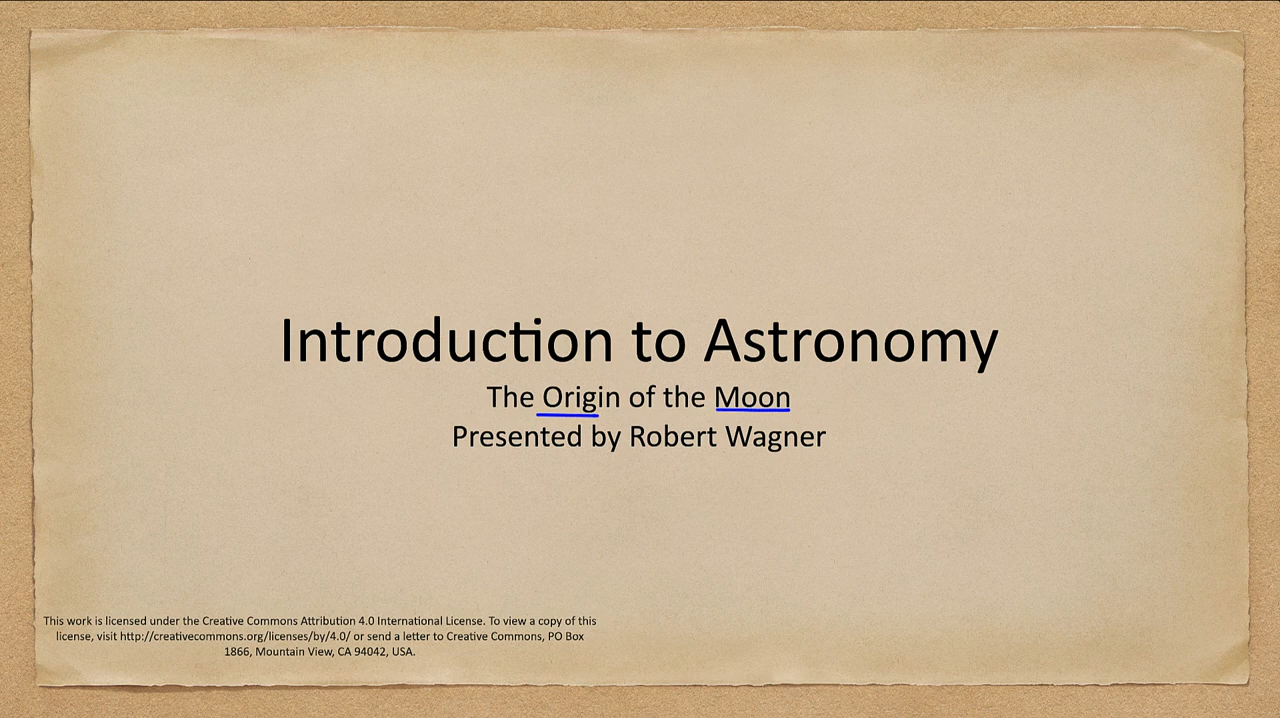 Introduction to Astronomy
The Origin of the Moon
Presented by Robert Wagner
This work is licensed under the Creative Commons Attribution 4.0 International License. To view a copy of this
license, visit http://creativecommons.org/licenses/by/4.0/ or send a letter to Creative Commons, PO Box
1866, Mountain View, CA 94042, USA.